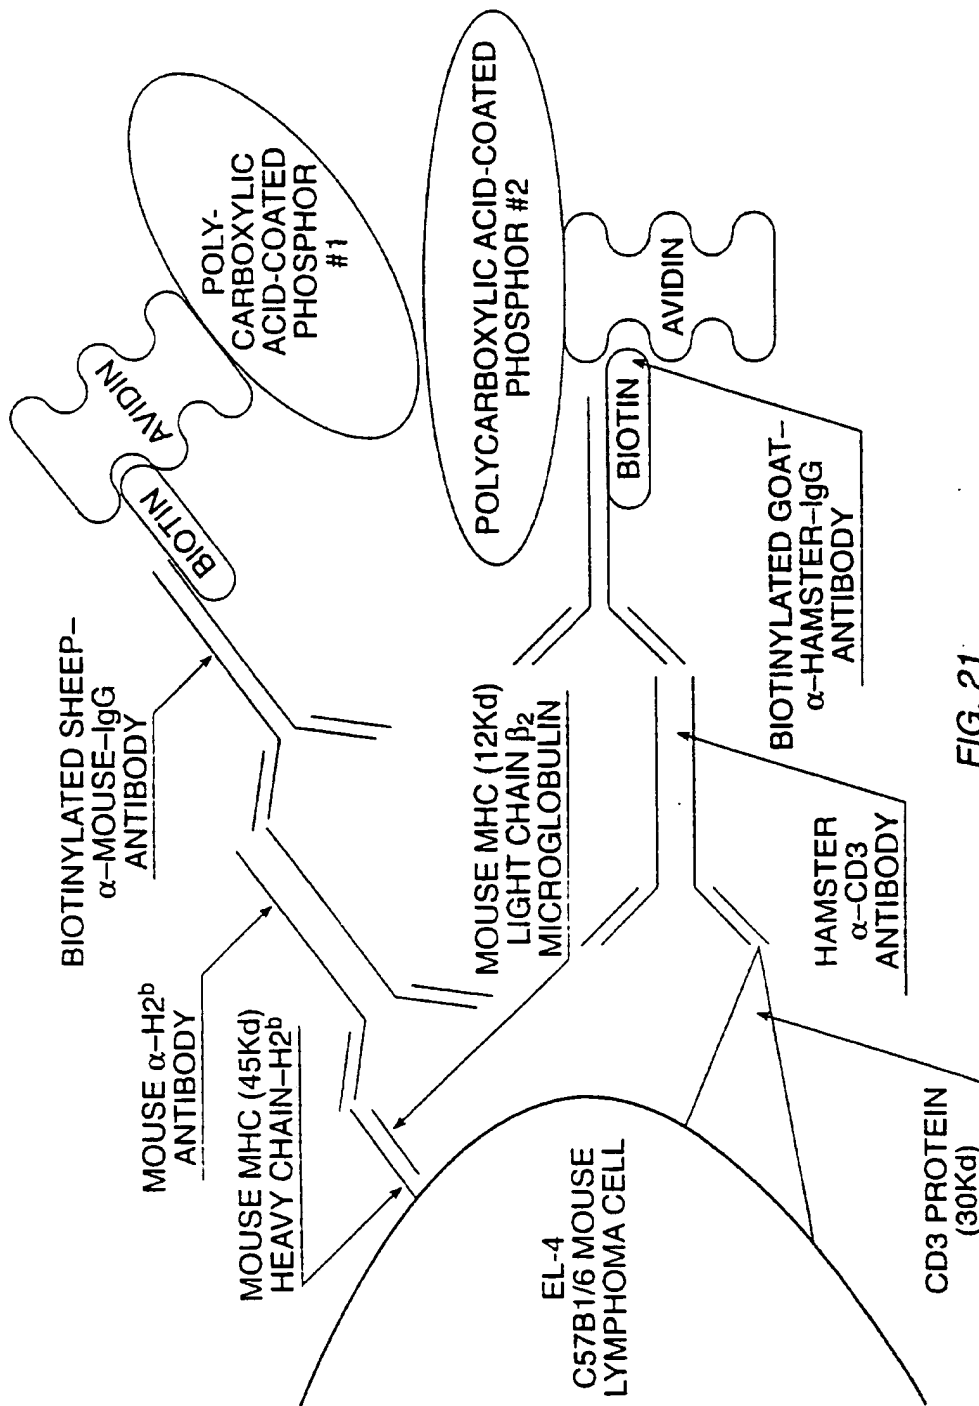 BIOTINYLATED SHEEP–
α–MOUSE–IgG
ANTIBODY
MOUSE α–H2ᵇ
ANTIBODY
MOUSE MHC (45Kd)
HEAVY CHAIN–H2ᵇ
BIOTIN
AVIDIN
POLY-
CARBOXYLIC
ACID-COATED
PHOSPHOR
#1
POLYCARBOXYLIC ACID-COATED
PHOSPHOR #2
MOUSE MHC (12Kd)
LIGHT CHAIN β₂
MICROGLOBULIN
BIOTIN
AVIDIN
EL-4
C57B1/6 MOUSE
LYMPHOMA CELL
BIOTINYLATED GOAT–
α–HAMSTER–IgG
ANTIBODY
HAMSTER
α–CD3
ANTIBODY
CD3 PROTEIN
(30Kd)
FIG. 21